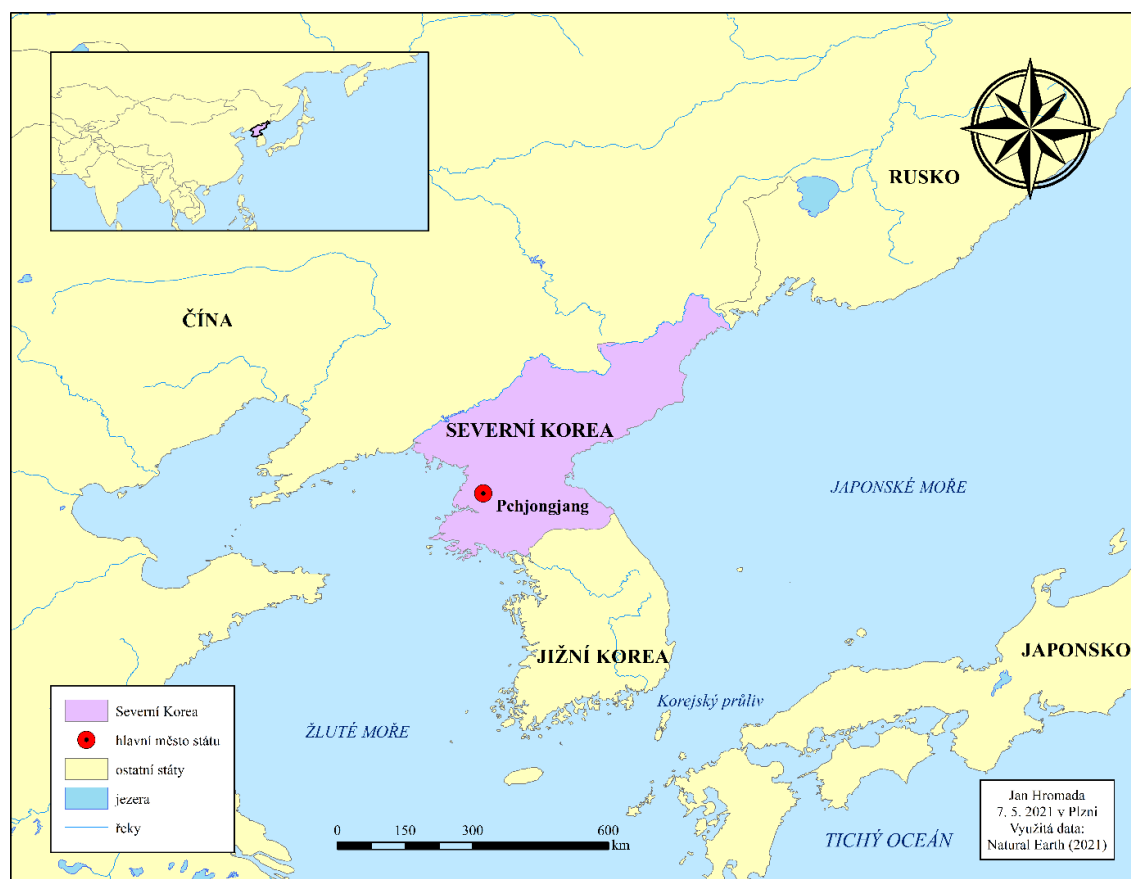 RUSKO
ČÍNA
SEVERNÍ KOREA
Pchjongjang
JAPONSKÉ MOŘE
JIŽNÍ KOREA
JAPONSKO
Korejský průliv
ŽLUTÉ MOŘE
TICHÝ OCEÁN
Severní Korea
hlavní město státu
ostatní státy
jezera
řeky
0 150 300 600
km
Jan Hromada
7. 5. 2021 v Plzni
Využitá data:
Natural Earth (2021)